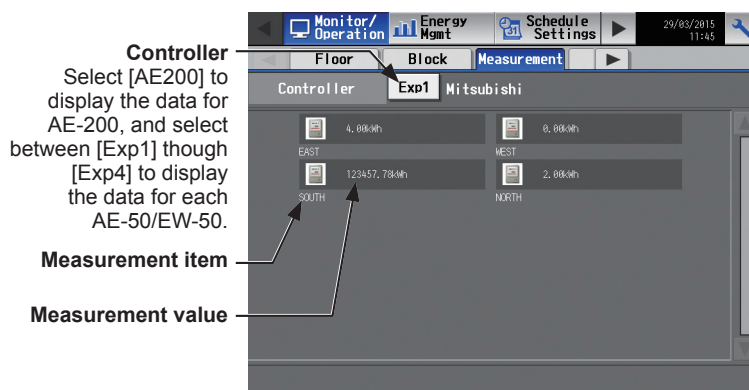 Monitor/
Operation
Energy
Mgmt
31
Schedule
Settings
29/03/2015
11:45
Floor
Block
Measurement
Controller
Exp1
Mitsubishi
4.00kWh
0.00kWh
EAST
WEST
123457.78kWh
2.00kWh
SOUTH
NORTH
Controller
Select [AE200] to
display the data for
AE-200, and select
between [Exp1] though
[Exp4] to display
the data for each
AE-50/EW-50.
Measurement item
Measurement value